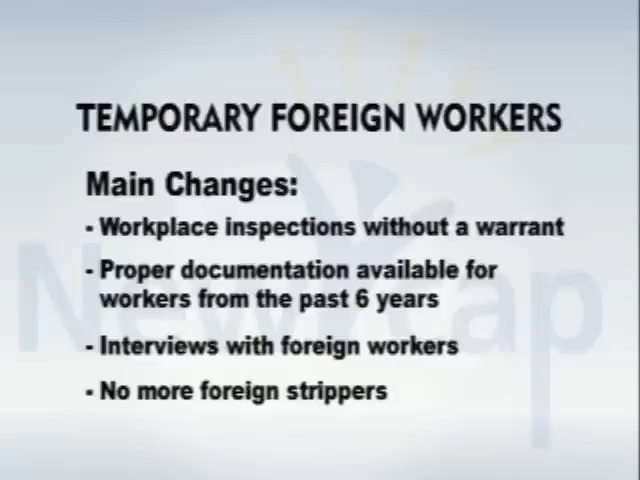 TEMPORARY FOREIGN WORKERS
Main Changes:
- Workplace inspections without a warrant
- Proper documentation available for
workers from the past 6 years
- Interviews with foreign workers
- No more foreign strippers
Newcap